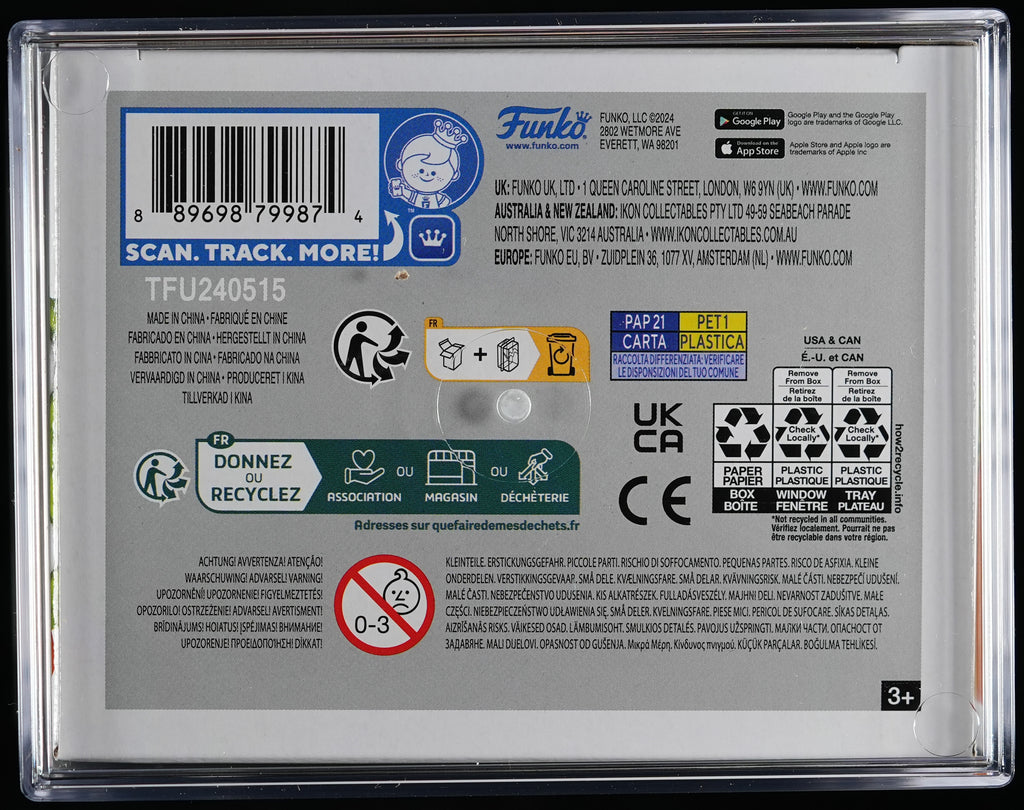 8 89698 79987 4
SCAN. TRACK. MORE!
™
Funko®
www.funko.com
FUNKO, LLC ©2024
2802 WETMORE AVE
EVERETT, WA 98201
GET IT ON
Google Play
Google Play and the Google Play
logo are trademarks of Google LLC.
Download on the
App Store
Apple Store and Apple logo are
trademarks of Apple Inc
UK: FUNKO UK, LTD • 1 QUEEN CAROLINE STREET, LONDON, W6 9YN (UK) • WWW.FUNKO.COM
AUSTRALIA & NEW ZEALAND: IKON COLLECTABLES PTY LTD 49-59 SEABEACH PARADE
NORTH SHORE, VIC 3214 AUSTRALIA • WWW.IKONCOLLECTABLES.COM.AU
EUROPE: FUNKO EU, BV • ZUIDPLEIN 36, 1077 XV, AMSTERDAM (NL) • WWW.FUNKO.COM
TFU240515
MADE IN CHINA • FABRIQUÉ EN CHINE
FABRICADO EN CHINA • HERGESTELLT IN CHINA
FABBRICATO IN CINA • FABRICADO NA CHINA
VERVAARDIGD IN CHINA • PRODUCERET I KINA
TILLVERKAD I KINA
FR
+
PAP 21
PET1
CARTA
PLASTICA
RACCOLTA DIFFERENZIATA: VERIFICARE
LE DISPOSIZIONI DEL TUO COMUNE
UK
CA
CE
USA & CAN
É.-U. et CAN
Remove
From Box
Retirez
de la boîte
Remove
From Box
Retirez
de la boîte
Check
Locally*
Check
Locally*
PAPER
PAPIER
PLASTIC
PLASTIQUE
PLASTIC
PLASTIQUE
BOX
BOÎTE
WINDOW
FENÊTRE
TRAY
PLATEAU
how2recycle.info
*Not recycled in all communities.
Vérifiez localement. Pourrait ne pas
être recyclable dans votre région.
FR
DONNEZ
OU
RECYCLEZ
ASSOCIATION
OU
MAGASIN
OU
DÉCHÈTERIE
Adresses sur quefairedemesdechets.fr
ACHTUNG! AVVERTENZA! ATENÇÃO!
WAARSCHUWING! ADVARSEL! VARNING!
UPOZORNĚNÍ! UPOZORNENIE! FIGYELMEZTETÉS!
OPOZORILO! OSTRZEŻENIE! ADVARSEL! AVERTISMENT!
BRĪDINĀJUMS! HOIATUS! ĮSPĖJIMAS! ВНИМАНИЕ!
UPOZORENJE! ΠΡΟΕΙΔΟΠΟΙΗΣΗ! DİKKAT!
0-3
KLEINTEILE. ERSTICKUNGSGEFAHR. PICCOLE PARTI. RISCHIO DI SOFFOCAMENTO. PEQUENAS PARTES. RISCO DE ASFIXIA. KLEINE
ONDERDELEN. VERSTIKKINGSGEVAAR. SMÅ DELE. KVÆLNINGSFARE. SMÅ DELAR. KVÄVNINGSRISK. MALÉ ČÁSTI. NEBEZPEČÍ UDUŠENÍ.
MALÉ ČASTI. NEBEZPEČENSTVO UDUSENIA. KIS ALKATRÉSZEK. FULLADÁSVESZÉLY. MAJHNI DELI. NEVARNOST ZADUŠITVE. MAŁE
CZĘŚCI. NIEBEZPIECZEŃSTWO UDŁAWIENIA SIĘ. SMÅ DELER. KVELNINGSFARE. PIESE MICI. PERICOL DE SUFOCARE. SĪKAS DETAĻAS.
AIZRĪŠANĀS RISKS. VÄIKESED OSAD. LÄMBUMISOHT. SMULKIOS DETALĖS. PAVOJUS UŽSPRINGTI. МАЛКИ ЧАСТИ. ОПАСНОСТ ОТ
ЗАДАВЯНЕ. MALI DIJELOVI. OPASNOST OD GUŠENJA. Μικρά Μέρη. Κίνδυνος πνιγμού. KÜÇÜK PARÇALAR. BOĞULMA TEHLİKESİ.
3+